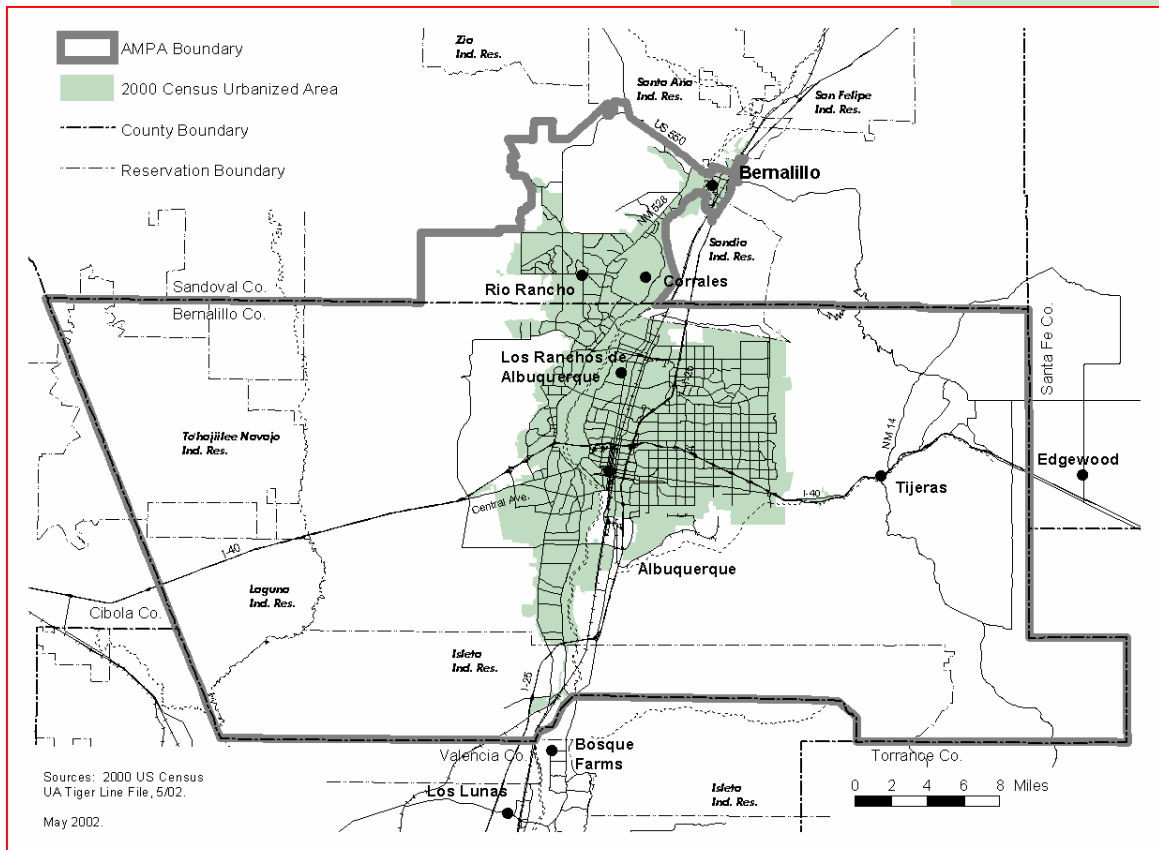 AMPA Boundary
2000 Census Urbanized Area
County Boundary
Reservation Boundary
Zia
Ind. Res.
Santa Ana
Ind. Res.
San Felipe
Ind. Res.
US 550
Bernalillo
NM 528
Sandia
Ind. Res.
Rio Rancho
Corrales
Sandoval Co.
Bernalillo Co.
Santa Fe Co.
Los Ranchos de
Albuquerque
I-25
To'hajiilee Navajo
Ind. Res.
NM 14
Edgewood
Tijeras
Central Ave.
I-40
I-40
Albuquerque
Laguna
Ind. Res.
Cibola Co.
Isleta
Ind. Res.
I-25
Valencia Co.
Bosque
Farms
Torrance Co.
Sources: 2000 US Census
UA Tiger Line File, 5/02.
May 2002.
Los Lunas
Isleta
Ind. Res.
0 2 4 6 8 Miles